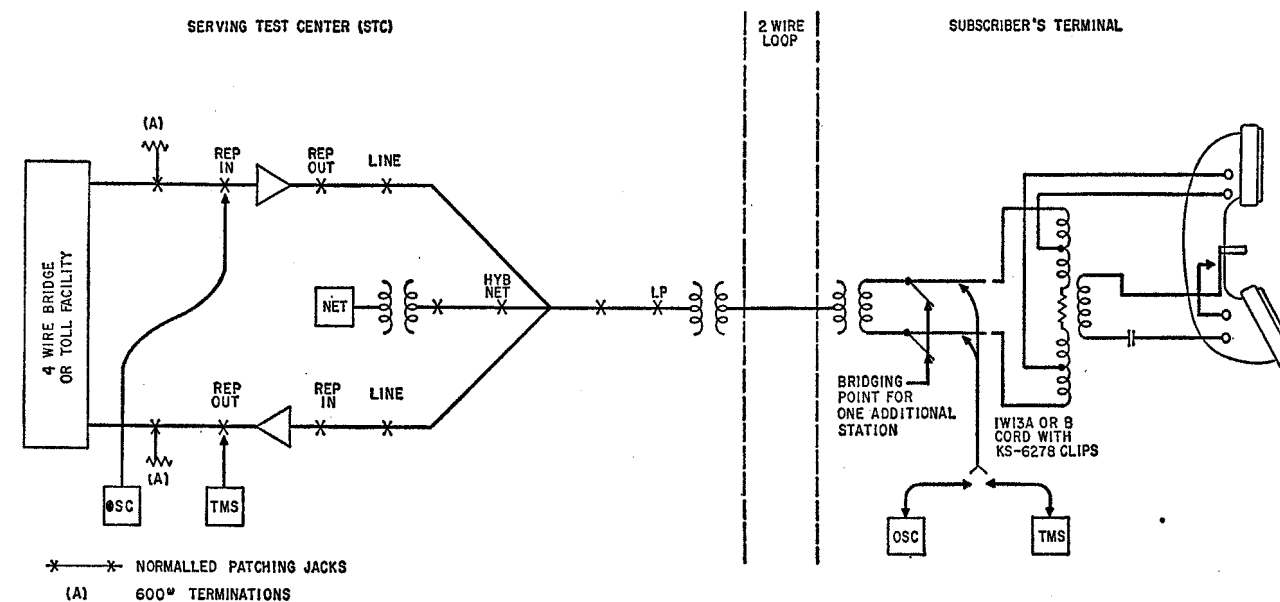 SERVING TEST CENTER (STC)
2 WIRE
LOOP
SUBSCRIBER'S TERMINAL
(A)
REP
IN
REP
OUT
LINE
4 WIRE BRIDGE
OR TOLL FACILITY
NET
HYB
NET
LP
REP
OUT
REP
IN
LINE
(A)
OSC
TMS
BRIDGING
POINT FOR
ONE ADDITIONAL
STATION
1W13A OR B
CORD WITH
KS-6278 CLIPS
OSC
TMS
X X NORMALLED PATCHING JACKS
(A) 600ω TERMINATIONS